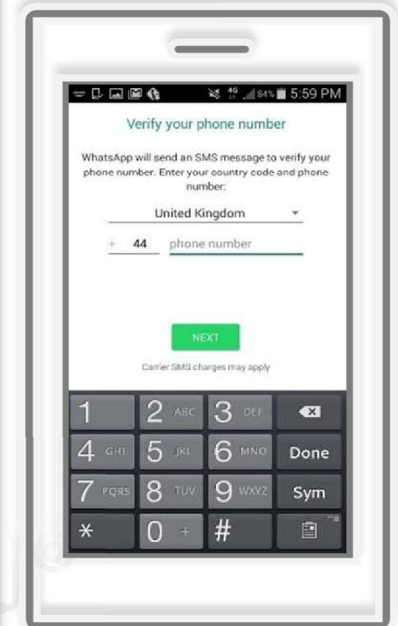 4G 84% 5:59 PM
Verify your phone number
WhatsApp will send an SMS message to verify your
phone number. Enter your country code and phone
number:
United Kingdom
+ 44 phone number
NEXT
Carrier SMS charges may apply
1 2 ABC 3 DEF
4 GHI 5 JKL 6 MNO Done
7 PQRS 8 TUV 9 WXYZ Sym
* 0 + #